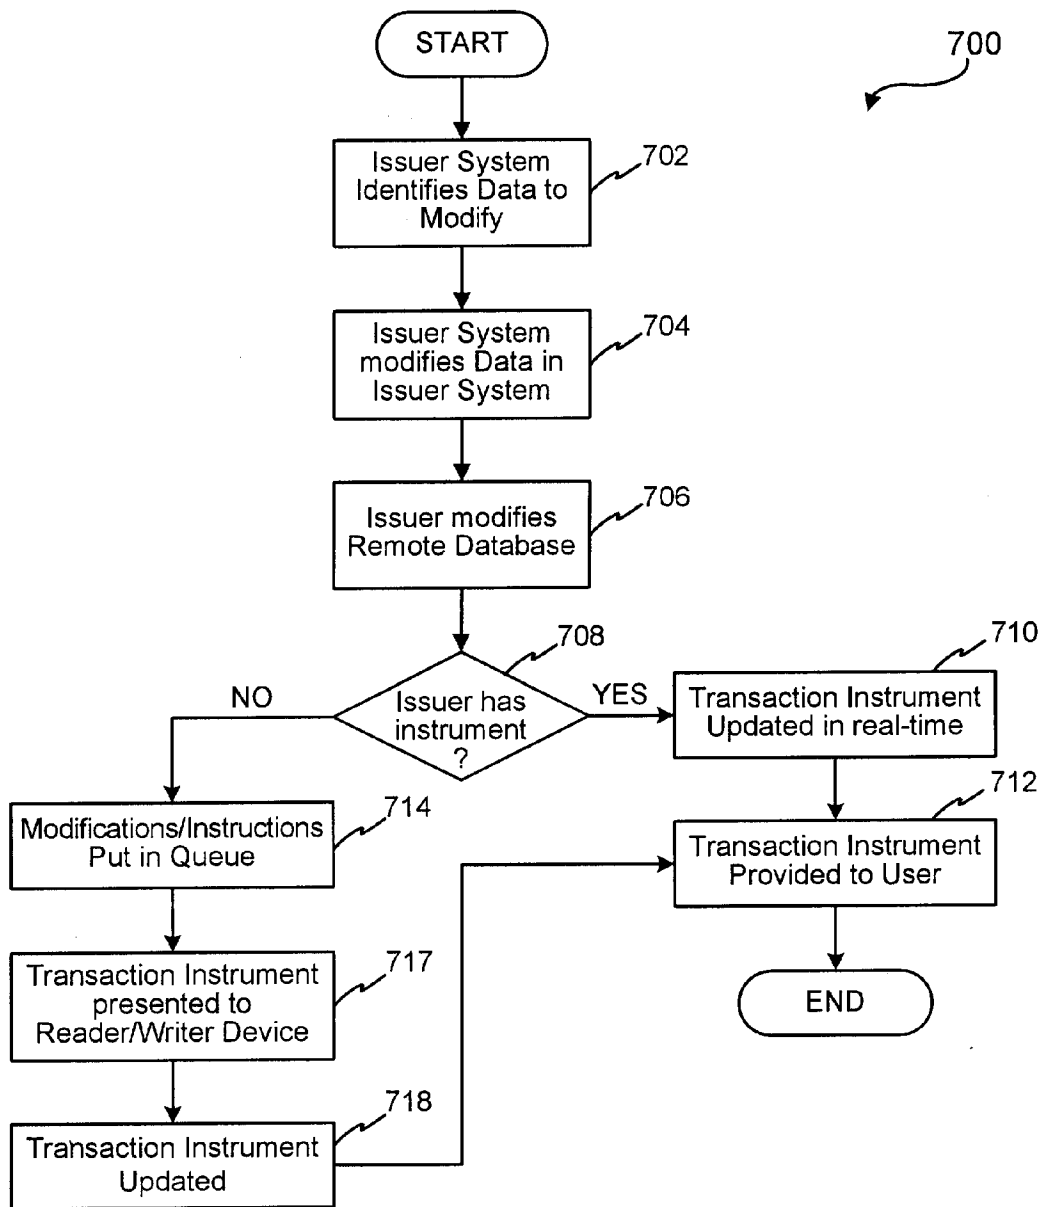 START
700
Issuer System
Identifies Data to
Modify
702
Issuer System
modifies Data in
Issuer System
704
Issuer modifies
Remote Database
706
Issuer has
instrument
?
708
NO
YES
Transaction Instrument
Updated in real-time
710
Transaction Instrument
Provided to User
712
END
Modifications/Instructions
Put in Queue
714
Transaction Instrument
presented to
Reader/Writer Device
717
Transaction Instrument
Updated
718